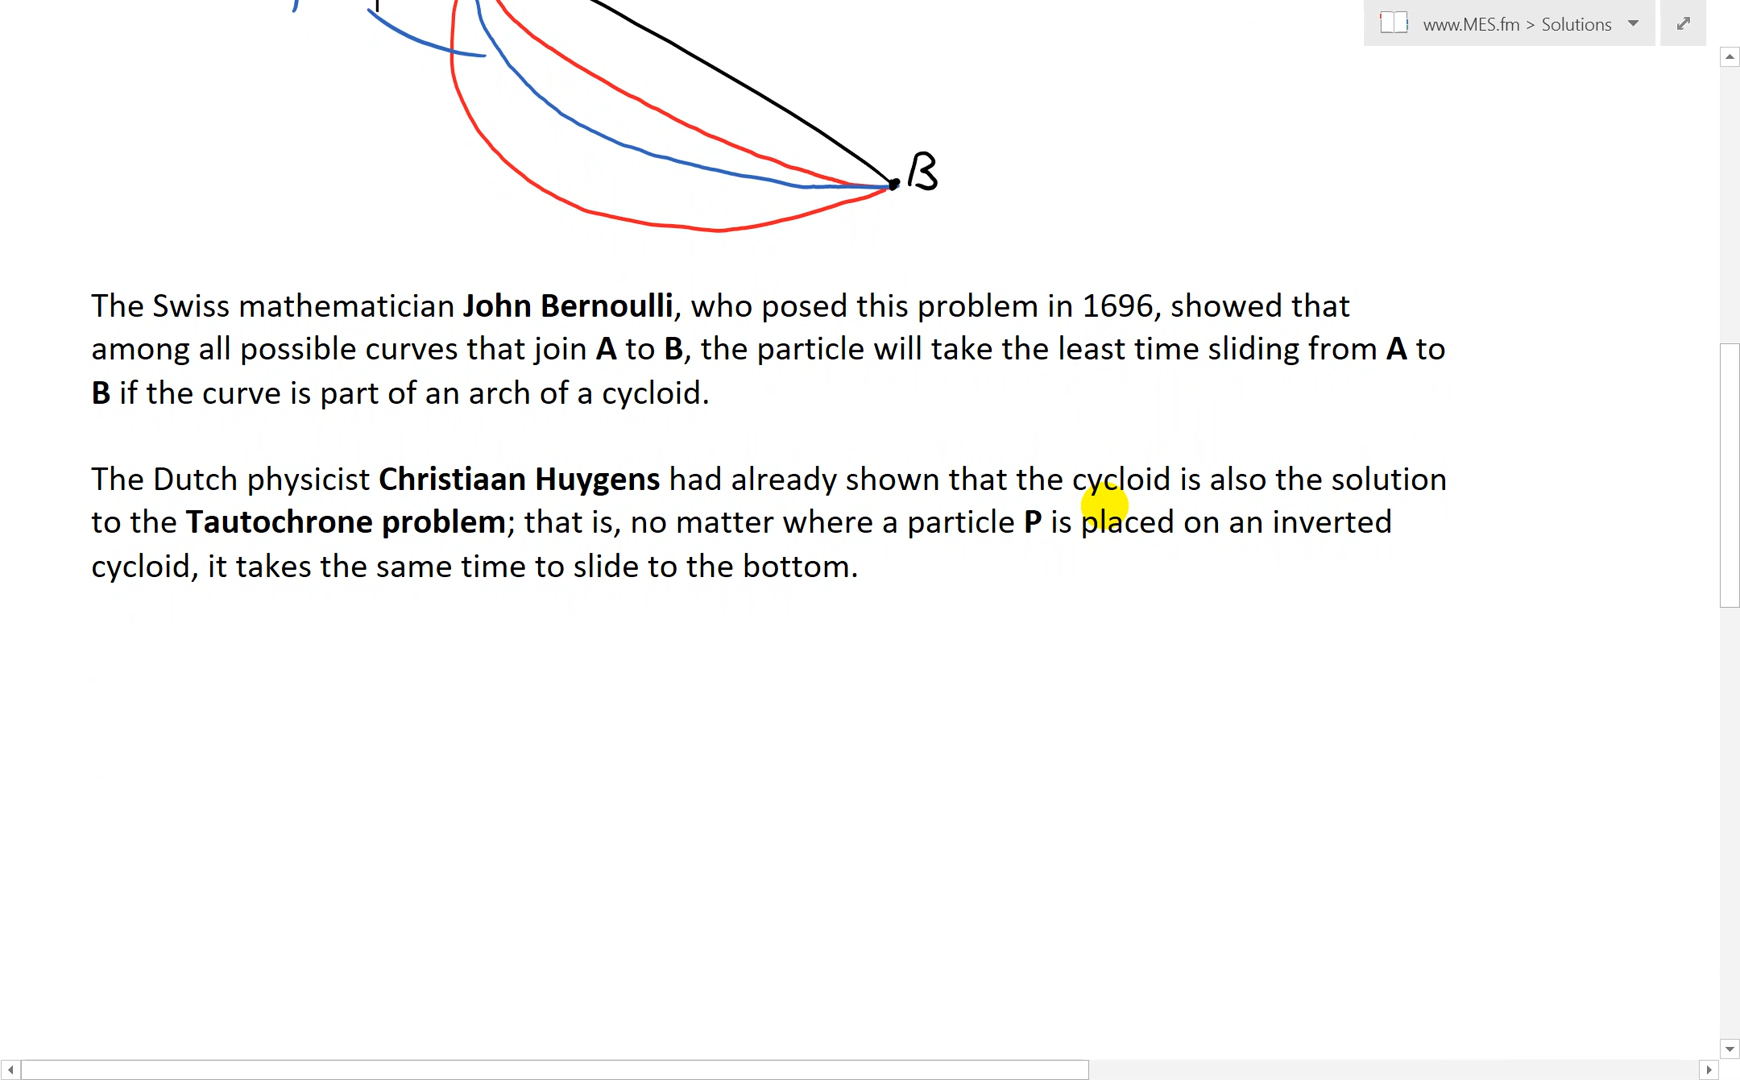 www.MES.fm > Solutions
B
The Swiss mathematician John Bernoulli, who posed this problem in 1696, showed that
among all possible curves that join A to B, the particle will take the least time sliding from A to
B if the curve is part of an arch of a cycloid.
The Dutch physicist Christiaan Huygens had already shown that the cycloid is also the solution
to the Tautochrone problem; that is, no matter where a particle P is placed on an inverted
cycloid, it takes the same time to slide to the bottom.